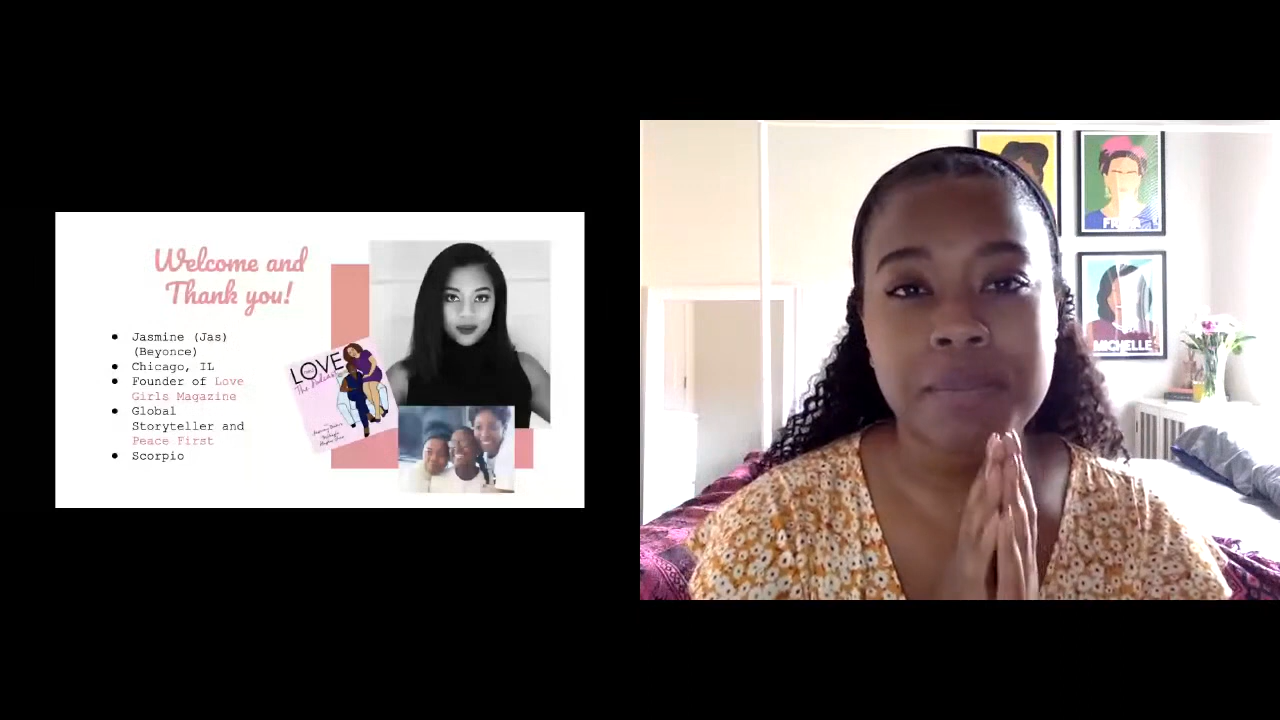 Welcome and
Thank you!
● Jasmine (Jas)
(Beyonce)
● Chicago, IL
● Founder of Love
Girls Magazine
● Global
Storyteller and
Peace First
● Scorpio
LOVE
MICHELLE